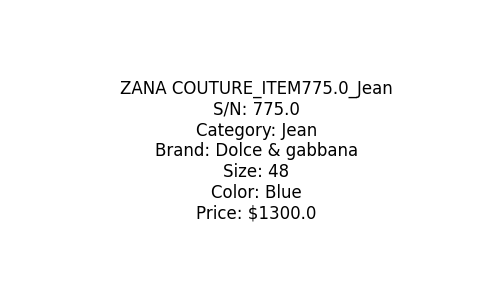 ZANA COUTURE_ITEM775.0_Jean
S/N: 775.0
Category: Jean
Brand: Dolce & gabbana
Size: 48
Color: Blue
Price: $1300.0